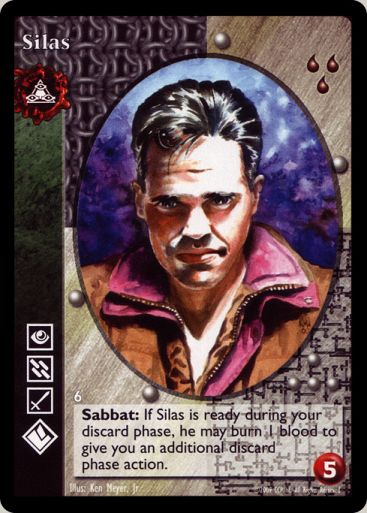 Silas
6
Sabbat: If Silas is ready during your
discard phase, he may burn 1 blood to
give you an additional discard
phase action.
5
Illus: Ken Meyer, Jr